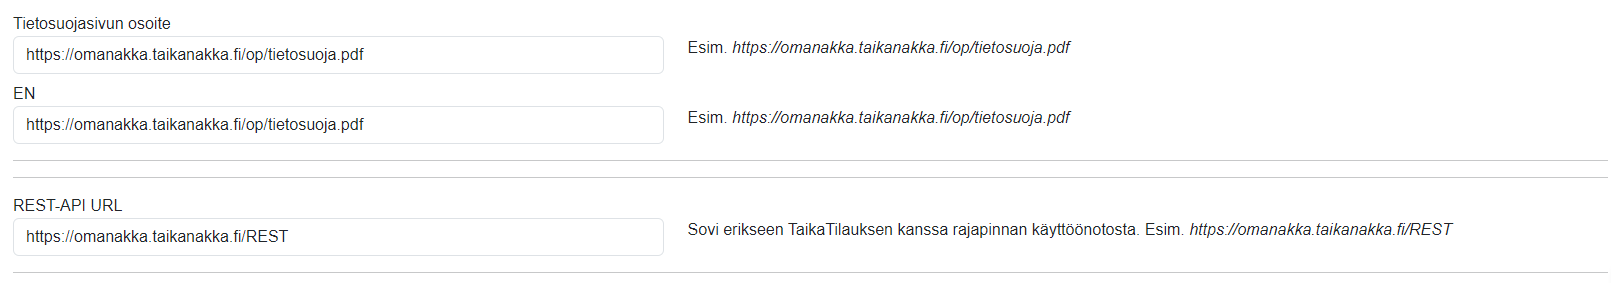 Tietosuojasivun osoite
https://omanakka.taikanakka.fi/op/tietosuoja.pdf
Esim. https://omanakka.taikanakka.fi/op/tietosuoja.pdf
EN
https://omanakka.taikanakka.fi/op/tietosuoja.pdf
Esim. https://omanakka.taikanakka.fi/op/tietosuoja.pdf
REST-API URL
https://omanakka.taikanakka.fi/REST
Sovi erikseen TaikaTilauksen kanssa rajapinnan käyttöönotosta. Esim. https://omanakka.taikanakka.fi/REST